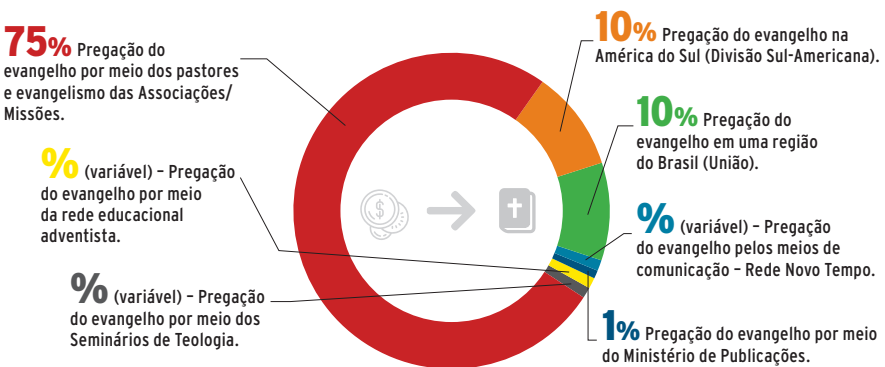 75% Pregação do
evangelho por meio dos pastores
e evangelismo das Associações/
Missões.
% (variável) – Pregação
do evangelho por meio
da rede educacional
adventista.
% (variável) – Pregação
do evangelho por meio dos
Seminários de Teologia.
$
10% Pregação do evangelho na
América do Sul (Divisão Sul-Americana).
10% Pregação do
evangelho em uma região
do Brasil (União).
% (variável) – Pregação
do evangelho pelos meios de
comunicação – Rede Novo Tempo.
1% Pregação do evangelho por meio
do Ministério de Publicações.